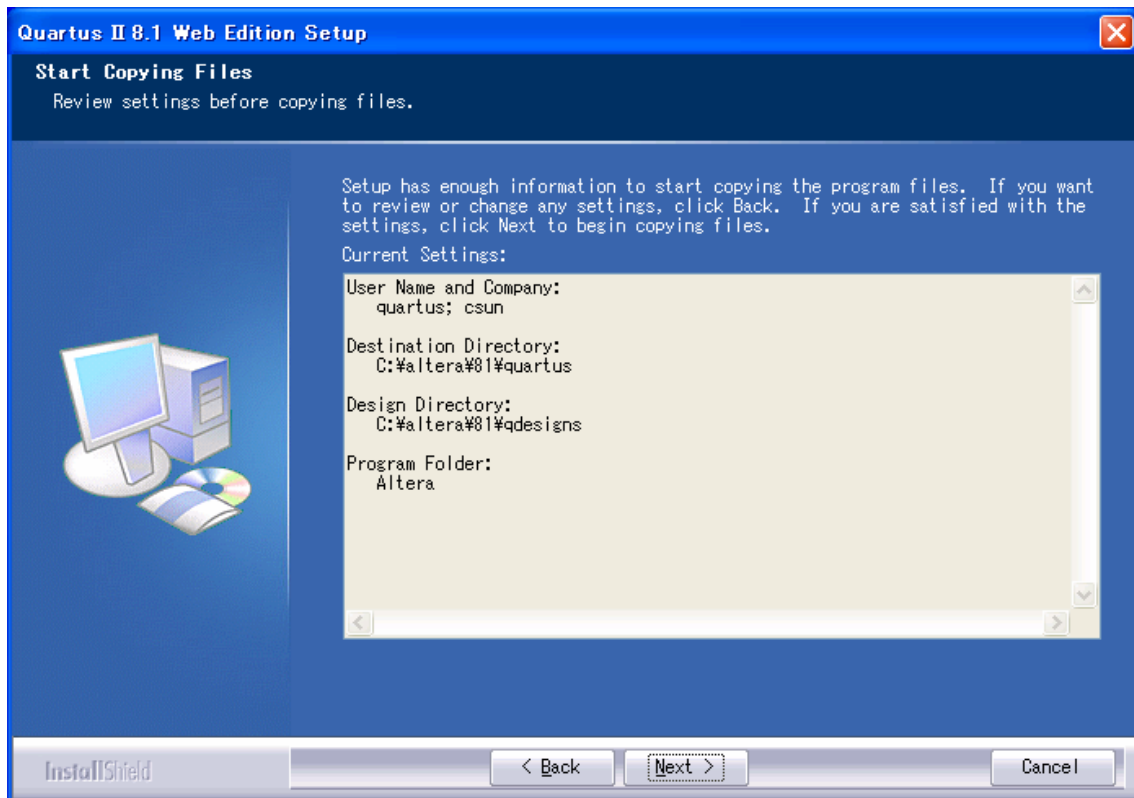 Quartus II 8.1 Web Edition Setup
Start Copying Files
Review settings before copying files.
Setup has enough information to start copying the program files.  If you want
to review or change any settings, click Back.  If you are satisfied with the
settings, click Next to begin copying files.
Current Settings:
User Name and Company:
quartus; csun
Destination Directory:
C:¥altera¥81¥quartus
Design Directory:
C:¥altera¥81¥qdesigns
Program Folder:
Altera
InstallShield
< Back
Next >
Cancel